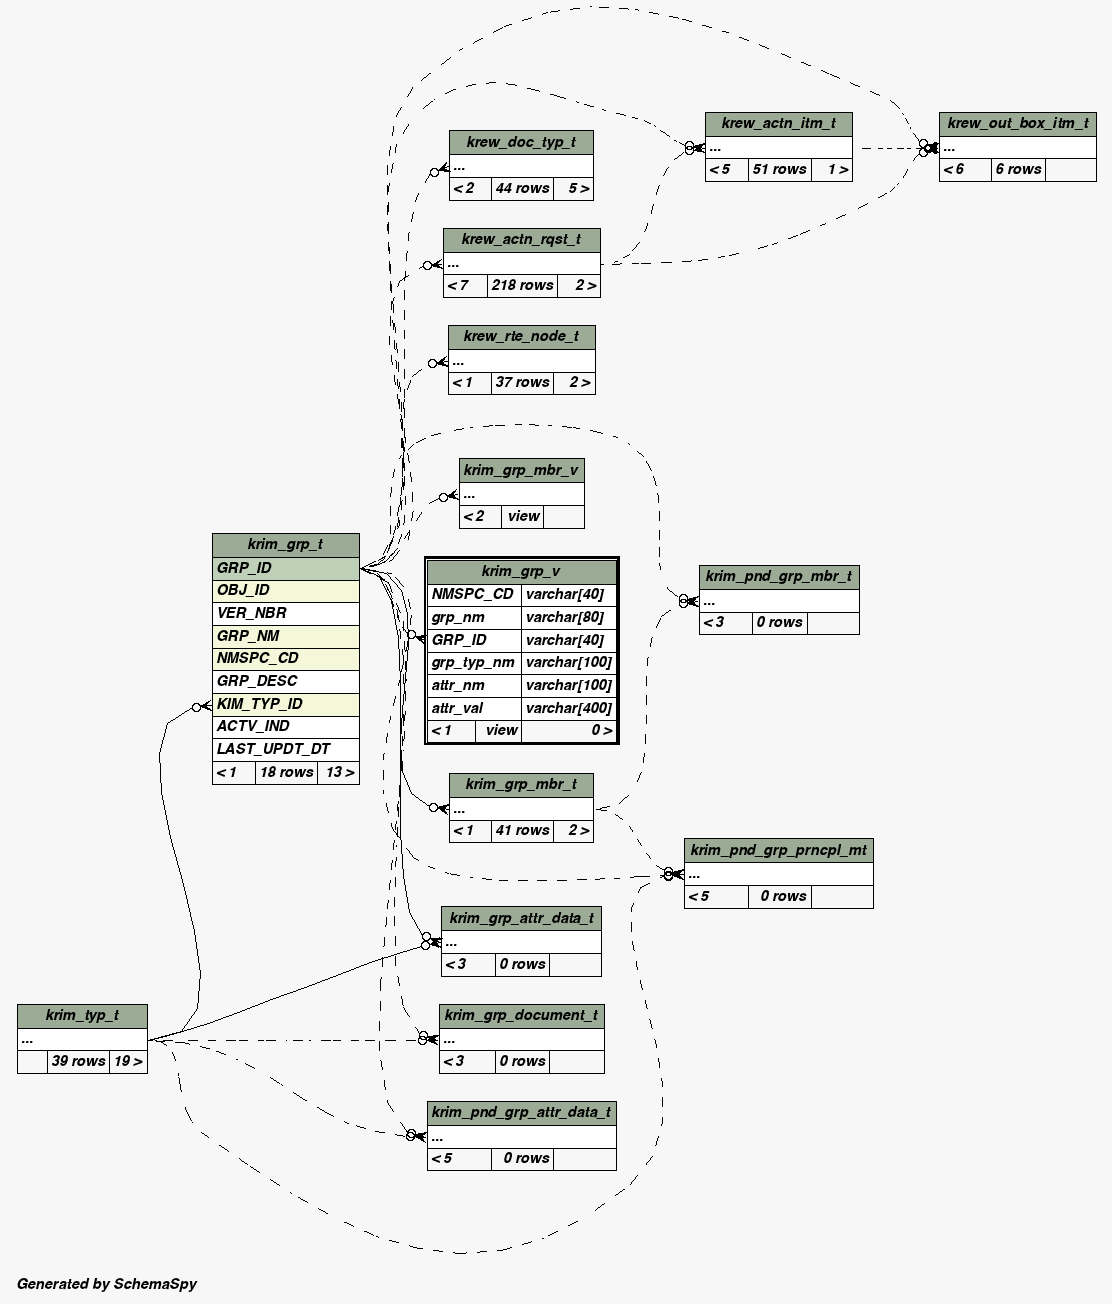 krew_actn_itm_t
...
< 5 51 rows 1 >
krew_out_box_itm_t
...
< 6 6 rows
krew_doc_typ_t
...
< 2 44 rows 5 >
krew_actn_rqst_t
...
< 7 218 rows 2 >
krew_rte_node_t
...
< 1 37 rows 2 >
krim_grp_mbr_v
...
< 2 view
krim_grp_t
GRP_ID
OBJ_ID
VER_NBR
GRP_NM
NMSPC_CD
GRP_DESC
KIM_TYP_ID
ACTV_IND
LAST_UPDT_DT
< 1 18 rows 13 >
krim_grp_v
NMSPC_CD varchar[40]
grp_nm varchar[80]
GRP_ID varchar[40]
grp_typ_nm varchar[100]
attr_nm varchar[100]
attr_val varchar[400]
< 1 view 0 >
krim_pnd_grp_mbr_t
...
< 3 0 rows
krim_grp_mbr_t
...
< 1 41 rows 2 >
krim_pnd_grp_prncpl_mt
...
< 5 0 rows
krim_grp_attr_data_t
...
< 3 0 rows
krim_typ_t
...
39 rows 19 >
krim_grp_document_t
...
< 3 0 rows
krim_pnd_grp_attr_data_t
...
< 5 0 rows
Generated by SchemaSpy